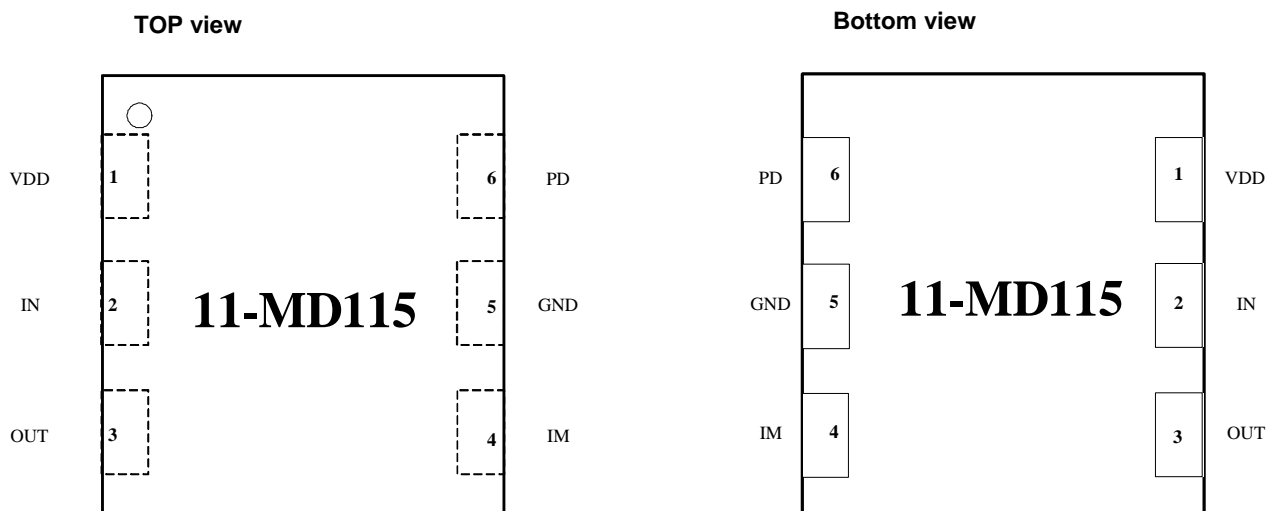 TOP view
VDD 1 6 PD
IN 2 11-MD115 5 GND
OUT 3 4 IM
Bottom view
PD 6 1 VDD
GND 5 11-MD115 2 IN
IM 4 3 OUT